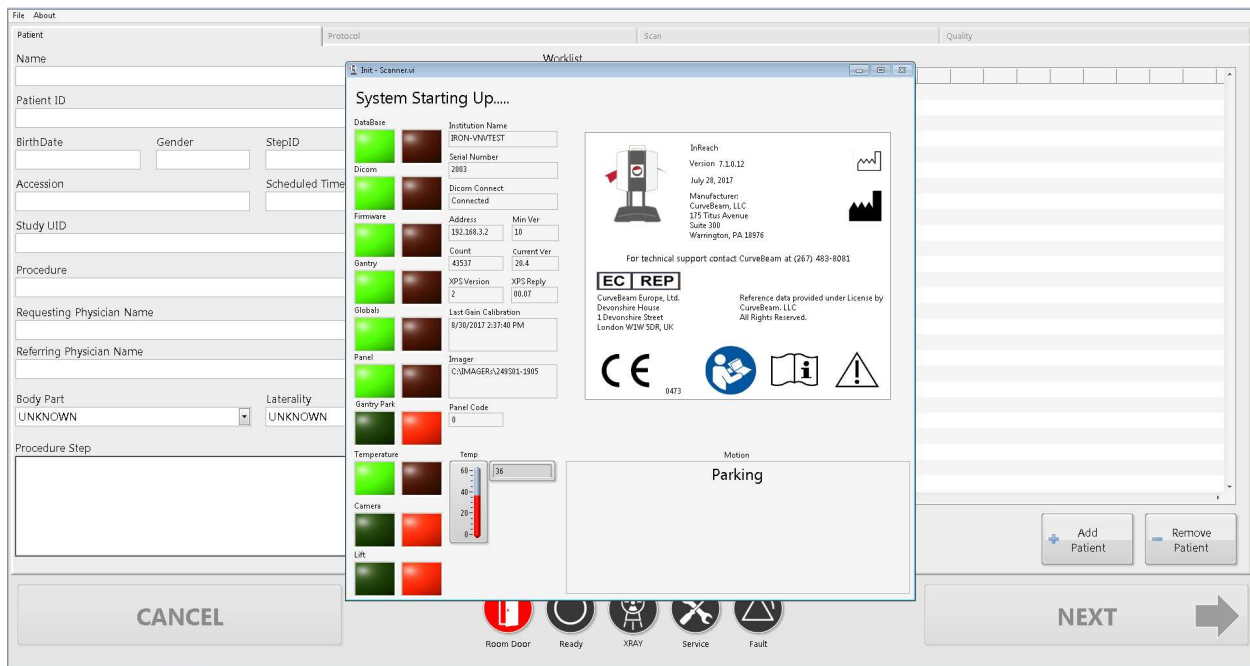 File About
Patient Protocol Scan Quality
Name
Worklist
Patient ID
BirthDate Gender StepID
Accession Scheduled Time
Study UID
Procedure
Requesting Physician Name
Referring Physician Name
Body Part Laterality
UNKNOWN UNKNOWN
Procedure Step
Init - Scanner.vi
System Starting Up.....
DataBase
Dicom
Firmware
Gantry
Globals
Panel
Gantry Park
Temperature
Camera
Lift
Institution Name
IRON-VNVTEST
Serial Number
2003
Dicom Connect
Connected
Address Min Ver
192.168.3.2 10
Count Current Ver
43537 20.4
XPS Version XPS Reply
2 00.07
Last Gain Calibration
8/30/2017 2:37:40 PM
Imager
C:\IMAGERs\249S01-1905
Panel Code
0
Temp
60
36
40
20
0
InReach
Version 7.1.0.12
July 28, 2017
Manufacturer:
CurveBeam, LLC
175 Titus Avenue
Suite 300
Warrington, PA 18976
For technical support contact CurveBeam at (267) 483-8081
EC REP
CurveBeam Europe, Ltd.
Devonshire House
1 Devonshire Street
London W1W 5DR, UK
Reference data provided under License by
CurveBeam. LLC
All Rights Reserved.
CE 0473
Motion
Parking
Add
Patient
Remove
Patient
CANCEL
Room Door Ready XRAY Service Fault
NEXT